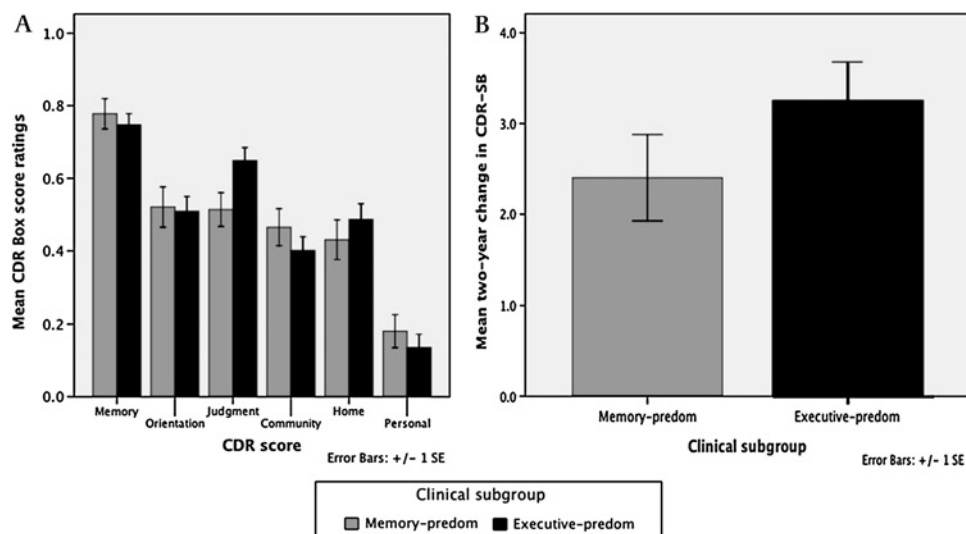 A
Mean CDR Box score ratings
1.0
0.8
0.6
0.4
0.2
0.0
Memory
Orientation
Judgment
Community
Home
Personal
CDR score
Error Bars: +/- 1 SE
B
Mean two-year change in CDR-SB
4.0
3.0
2.0
1.0
0.0
Memory-predom
Executive-predom
Clinical subgroup
Error Bars: +/- 1 SE
Clinical subgroup
Memory-predom Executive-predom